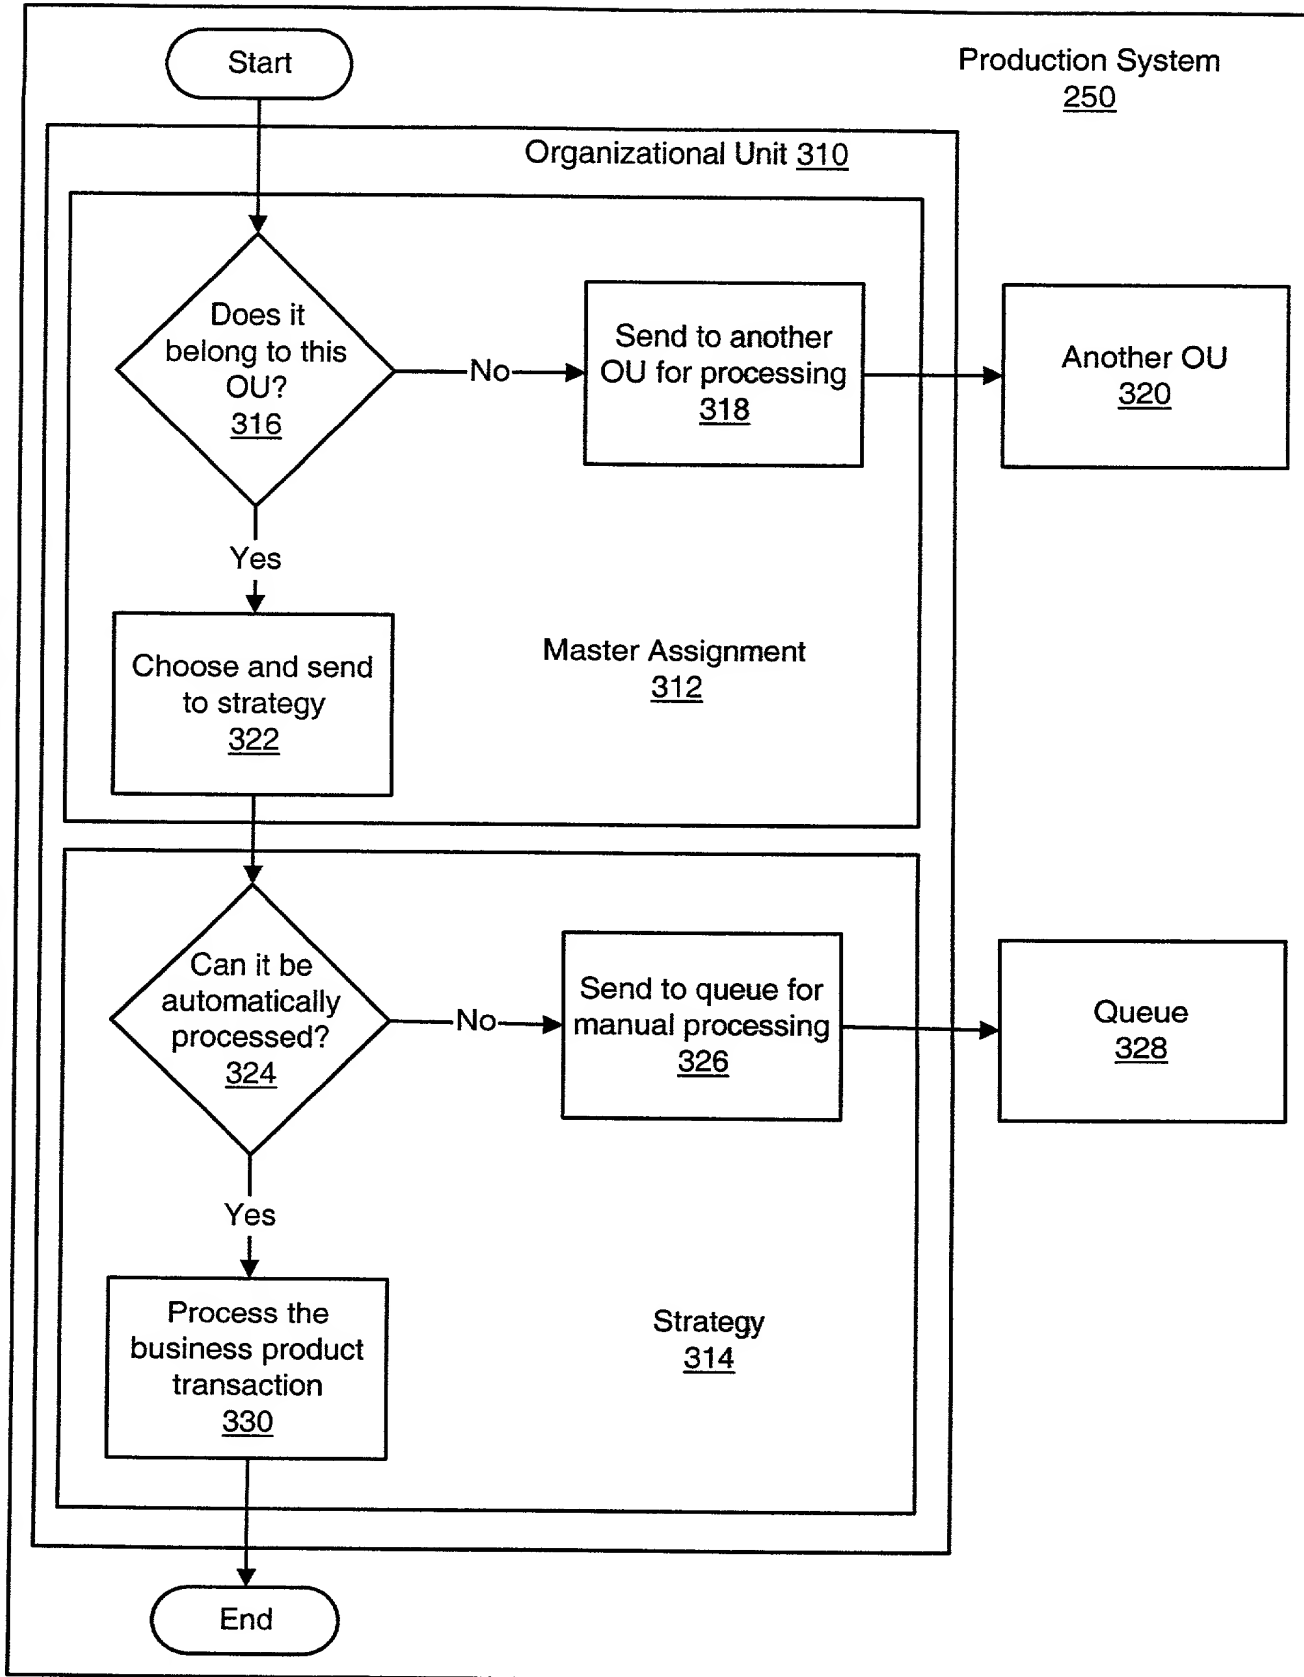 Start
Production System
250
Organizational Unit 310
Does it
belong to this
OU?
316
No
Send to another
OU for processing
318
Another OU
320
Yes
Choose and send
to strategy
322
Master Assignment
312
Can it be
automatically
processed?
324
No
Send to queue for
manual processing
326
Queue
328
Yes
Process the
business product
transaction
330
Strategy
314
End